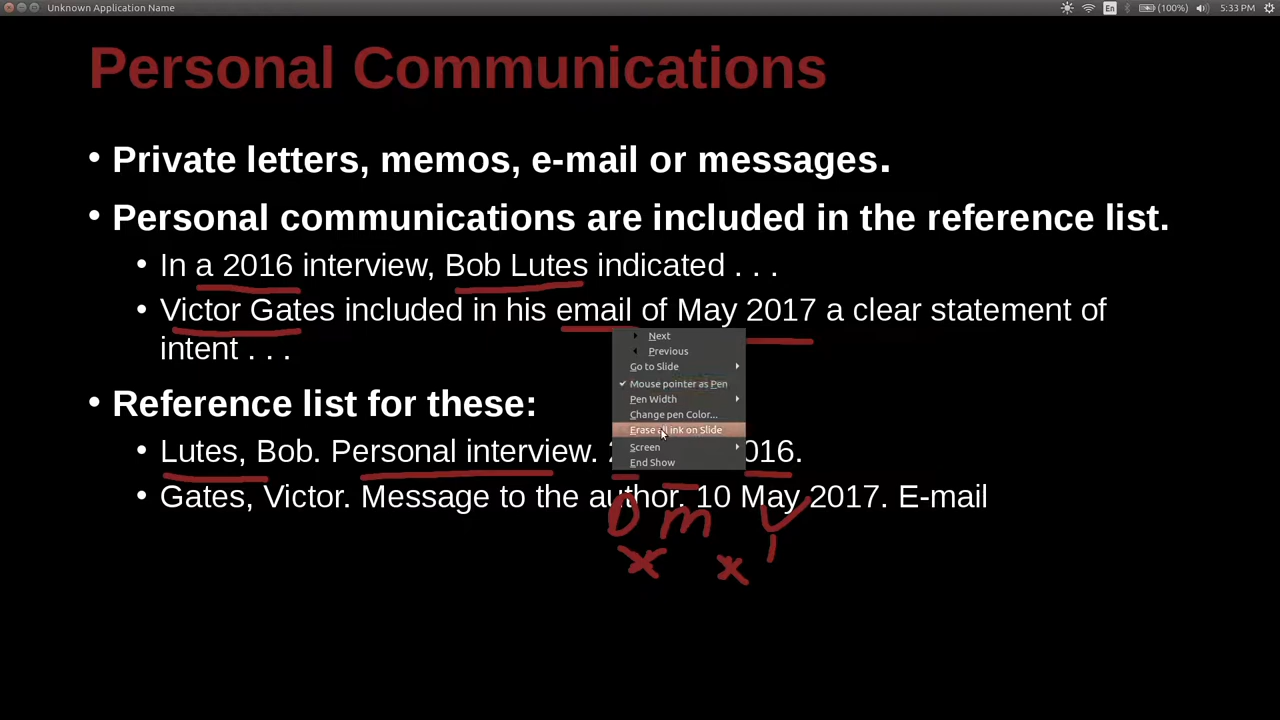 Unknown Application Name
En
(100%)
5:33 PM
Personal Communications
• Private letters, memos, e-mail or messages.
• Personal communications are included in the reference list.
• In a 2016 interview, Bob Lutes indicated . . .
• Victor Gates included in his email of May 2017 a clear statement of
intent . . .
Next
Previous
Go to Slide
Mouse pointer as Pen
Pen Width
Change pen Color...
Erase all ink on Slide
Screen
End Show
• Reference list for these:
• Lutes, Bob. Personal interview. 016.
• Gates, Victor. Message to the author. 10 May 2017. E-mail
D m y